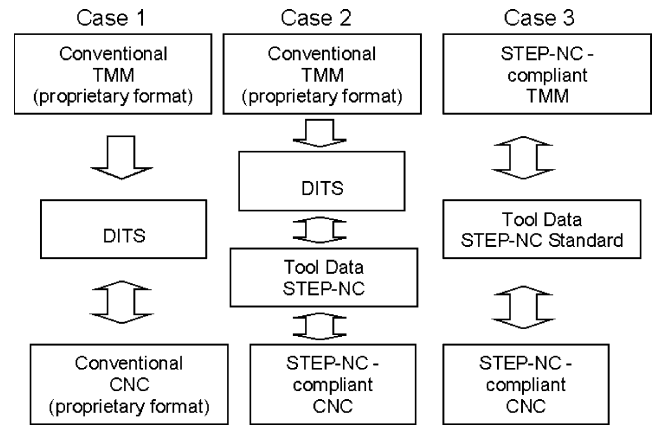 Case 1
Conventional
TMM
(proprietary format)
DITS
Conventional
CNC
(proprietary format)
Case 2
Conventional
TMM
(proprietary format)
DITS
Tool Data
STEP-NC
STEP-NC -
compliant
CNC
Case 3
STEP-NC -
compliant
TMM
Tool Data
STEP-NC Standard
STEP-NC -
compliant
CNC